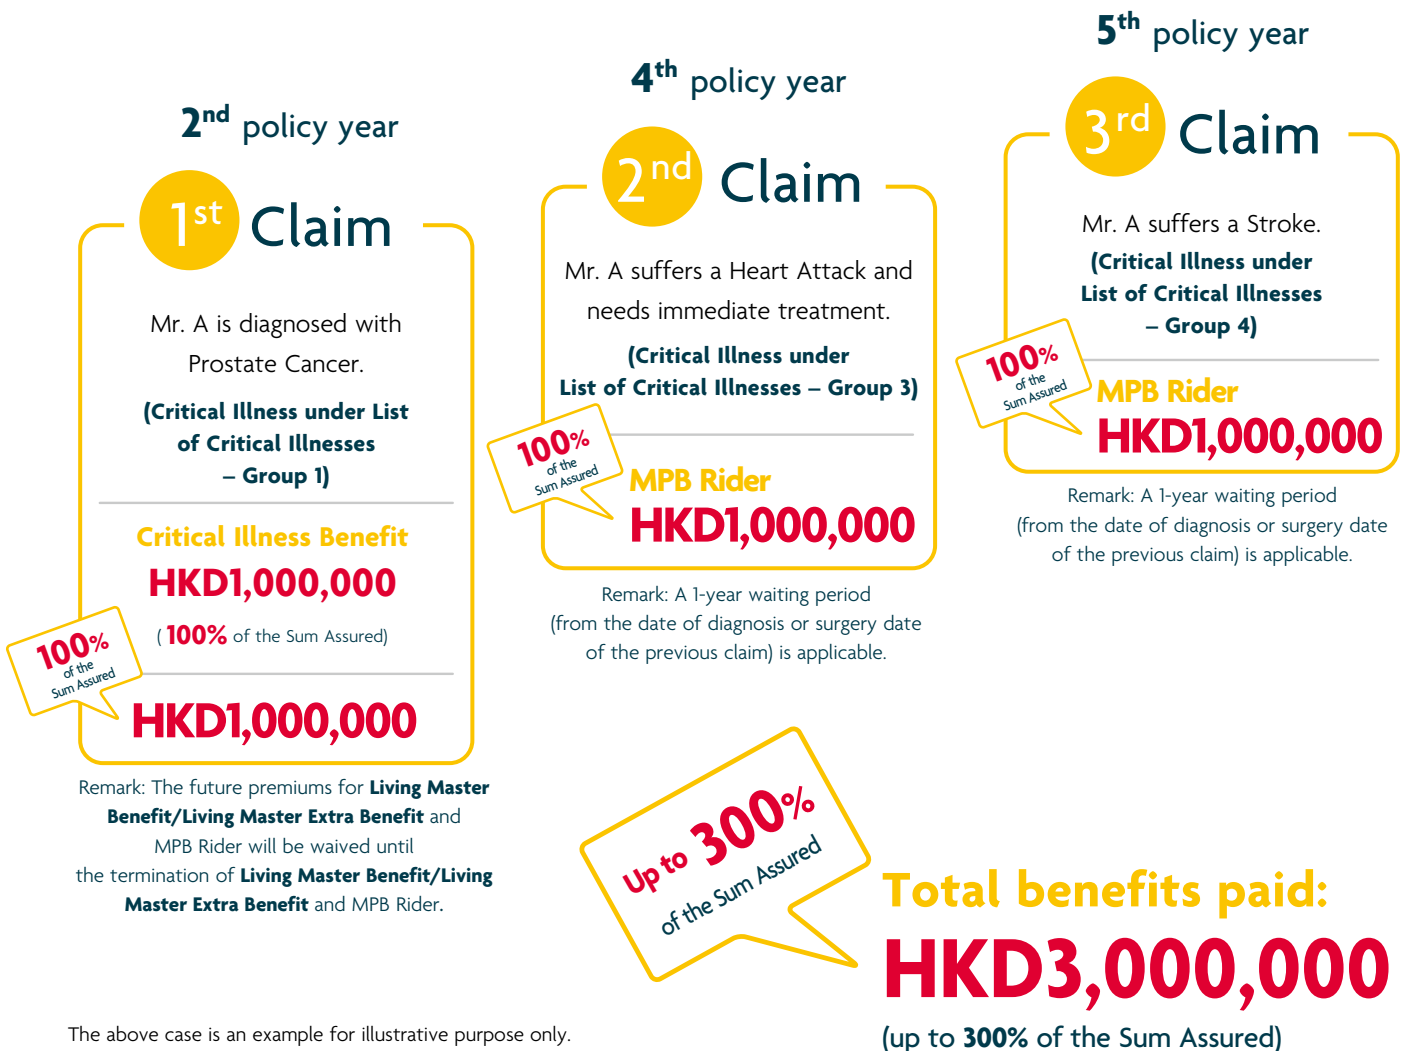 2nd policy year
1st Claim
Mr. A is diagnosed with
Prostate Cancer.
(Critical Illness under List
of Critical Illnesses
– Group 1)
Critical Illness Benefit
HKD1,000,000
( 100% of the Sum Assured)
100%
of the
Sum Assured
HKD1,000,000
Remark: The future premiums for Living Master
Benefit/Living Master Extra Benefit and
MPB Rider will be waived until
the termination of Living Master Benefit/Living
Master Extra Benefit and MPB Rider.
4th policy year
2nd Claim
Mr. A suffers a Heart Attack and
needs immediate treatment.
(Critical Illness under
List of Critical Illnesses – Group 3)
100%
of the
Sum Assured
MPB Rider
HKD1,000,000
Remark: A 1-year waiting period
(from the date of diagnosis or surgery date
of the previous claim) is applicable.
5th policy year
3rd Claim
Mr. A suffers a Stroke.
(Critical Illness under
List of Critical Illnesses
– Group 4)
100%
of the
Sum Assured
MPB Rider
HKD1,000,000
Remark: A 1-year waiting period
(from the date of diagnosis or surgery date
of the previous claim) is applicable.
Up to 300%
of the Sum Assured
Total benefits paid:
HKD3,000,000
(up to 300% of the Sum Assured)
The above case is an example for illustrative purpose only.